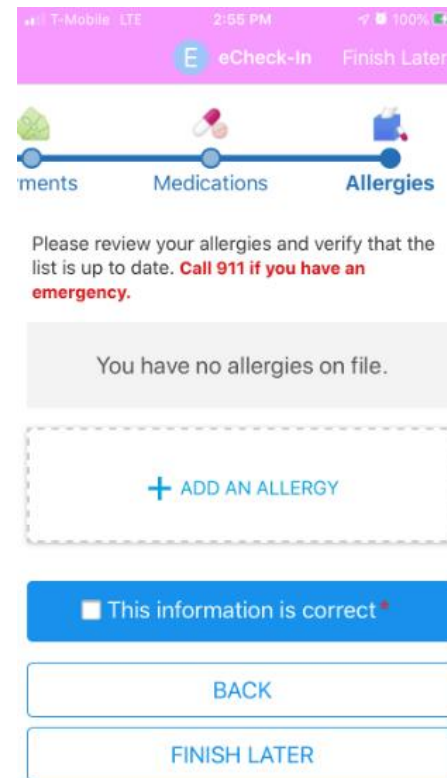 T-Mobile LTE 2:55 PM 100%
E eCheck-In Finish Later
ments Medications Allergies
Please review your allergies and verify that the
list is up to date. Call 911 if you have an
emergency.
You have no allergies on file.
+ ADD AN ALLERGY
This information is correct*
BACK
FINISH LATER